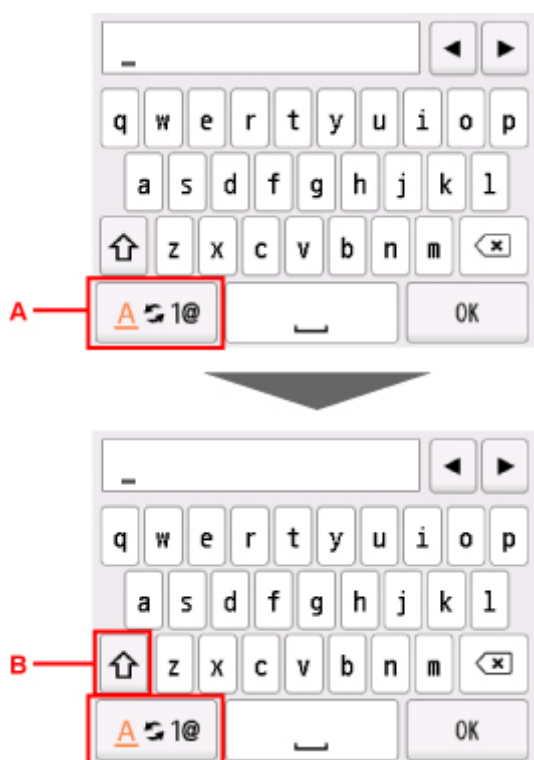 _ ◄ ►
q w e r t y u i o p
a s d f g h j k l
z x c v b n m
A A 1@ OK
_ ◄ ►
q w e r t y u i o p
a s d f g h j k l
B z x c v b n m
A 1@ OK